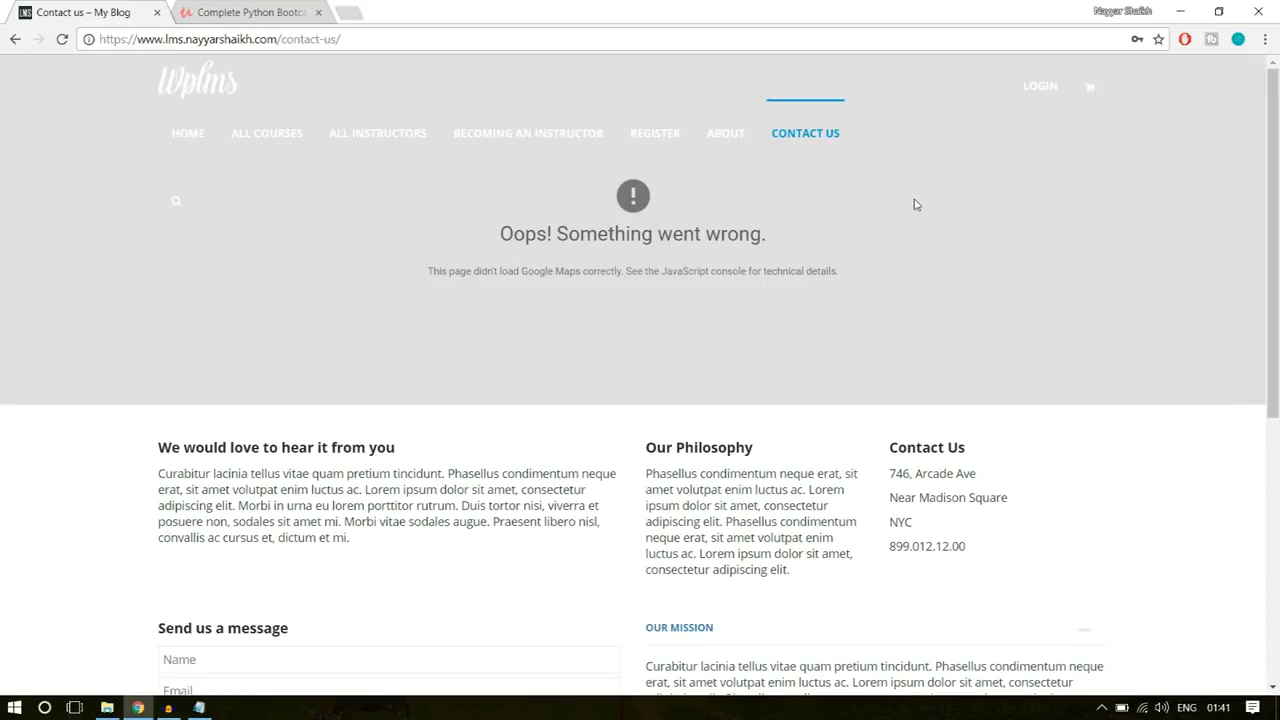 Contact us – My Blog
Complete Python Bootca
Nayyar Shaikh
https://www.lms.nayyarshaikh.com/contact-us/
Wplms
LOGIN
HOME ALL COURSES ALL INSTRUCTORS BECOMING AN INSTRUCTOR REGISTER ABOUT CONTACT US
!
Oops! Something went wrong.
This page didn't load Google Maps correctly. See the JavaScript console for technical details.
We would love to hear it from you
Curabitur lacinia tellus vitae quam pretium tincidunt. Phasellus condimentum neque
erat, sit amet volutpat enim luctus ac. Lorem ipsum dolor sit amet, consectetur
adipiscing elit. Morbi in urna eu lorem porttitor rutrum. Duis tortor nisi, viverra et
posuere non, sodales sit amet mi. Morbi vitae sodales augue. Praesent libero nisl,
convallis ac cursus et, dictum et mi.
Our Philosophy
Phasellus condimentum neque erat, sit
amet volutpat enim luctus ac. Lorem
ipsum dolor sit amet, consectetur
adipiscing elit. Phasellus condimentum
neque erat, sit amet volutpat enim
luctus ac. Lorem ipsum dolor sit amet,
consectetur adipiscing elit.
Contact Us
746, Arcade Ave
Near Madison Square
NYC
899.012.12.00
Send us a message
Name
Email
OUR MISSION
Curabitur lacinia tellus vitae quam pretium tincidunt. Phasellus condimentum neque
erat, sit amet volutpat enim luctus ac. Lorem ipsum dolor sit amet, consectetur
ENG 01:41